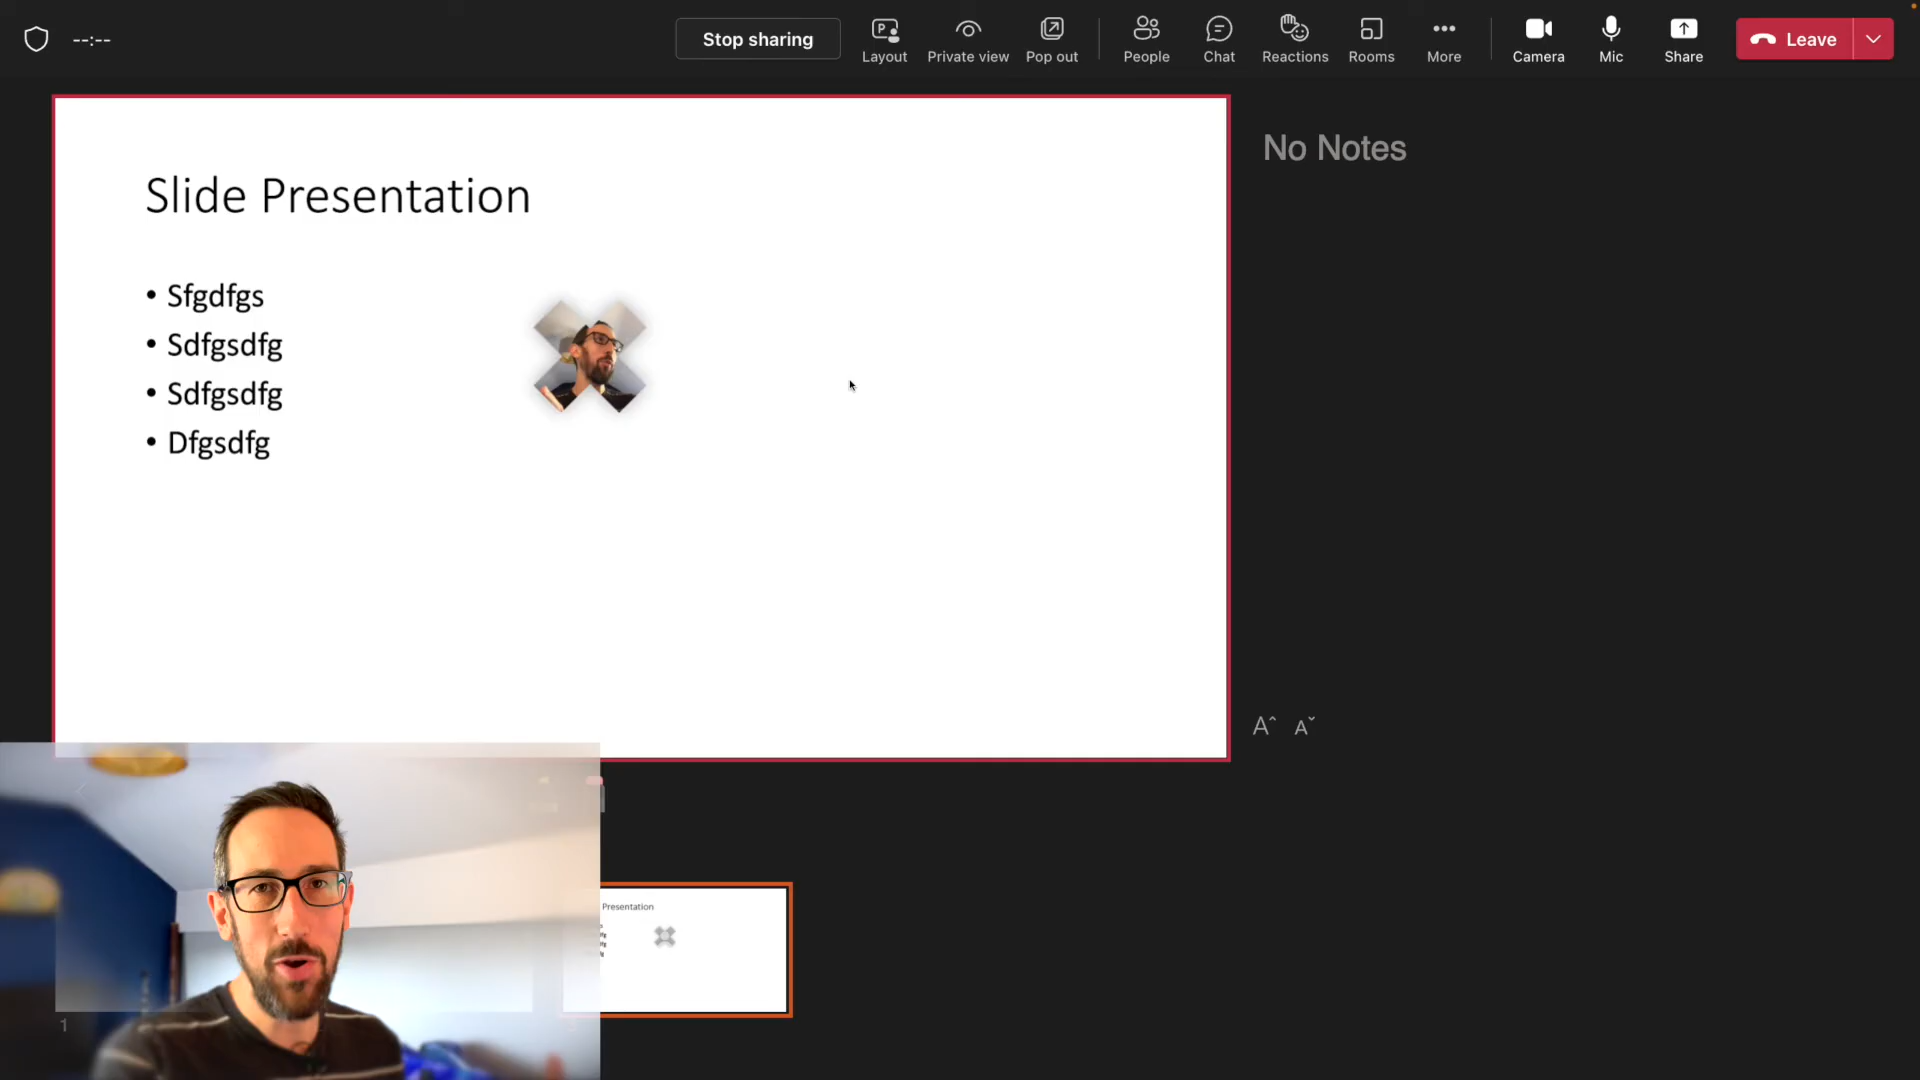 --:--
Stop sharing
Layout
Private view
Pop out
People
Chat
Reactions
Rooms
More
Camera
Mic
Share
Leave
Slide Presentation
• Sfgdfgs
• Sdfgsdfg
• Sdfgsdfg
• Dfgsdfg
No Notes
A^ Aˇ
Presentation
1